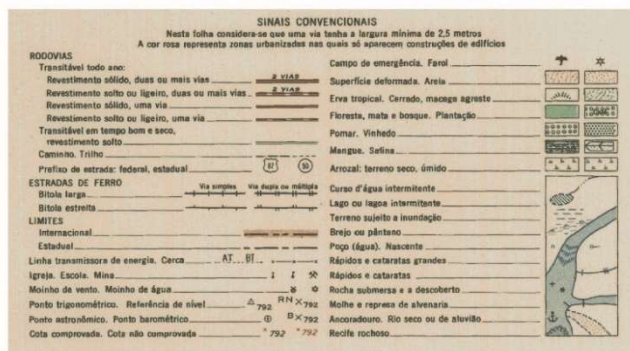 SINAIS CONVENCIONAIS
Nesta folha considera-se que uma via tenha a largura mínima de 2,5 metros
A cor rosa representa zonas urbanizadas nas quais só aparecem construções de edifícios
RODOVIAS
Transitável todo ano:
Revestimento sólido, duas ou mais vias 3 VIAS
Revestimento solto ou ligeiro, duas ou mais vias 3 VIAS
Revestimento sólido, uma via
Revestimento solto ou ligeiro, uma via
Transitável em tempo bom e seco,
revestimento solto
Caminho. Trilho
Prefixo de estrada: federal, estadual 87 50
ESTRADAS DE FERRO Via simples Via dupla ou múltipla
Bitola larga
Bitola estreita
LIMITES
Internacional
Estadual
Linha transmissora de energia. Cerca AT BT
Igreja. Escola. Mina
Moinho de vento. Moinho de água
Ponto trigonométrico. Referência de nível 792 RN X 792
Ponto astronômico. Ponto barométrico B X 792
Cota comprovada. Cota não comprovada 792 792
Campo de emergência. Farol
Superfície deformada. Areia
Erva tropical. Cerrado, macega agreste
Floresta, mata e bosque. Plantação
Pomar. Vinhedo
Mangue. Salina
Arrozal: terreno seco, úmido
Curso d'água intermitente
Lago ou lagoa intermitente
Terreno sujeito a inundação
Brejo ou pântano
Poço (água). Nascente
Rápidos e cataratas grandes
Rápidos e cataratas
Rocha submersa e a descoberto
Molhe e represa de alvenaria
Ancoradouro. Rio seco ou de aluvião
Recife rochoso